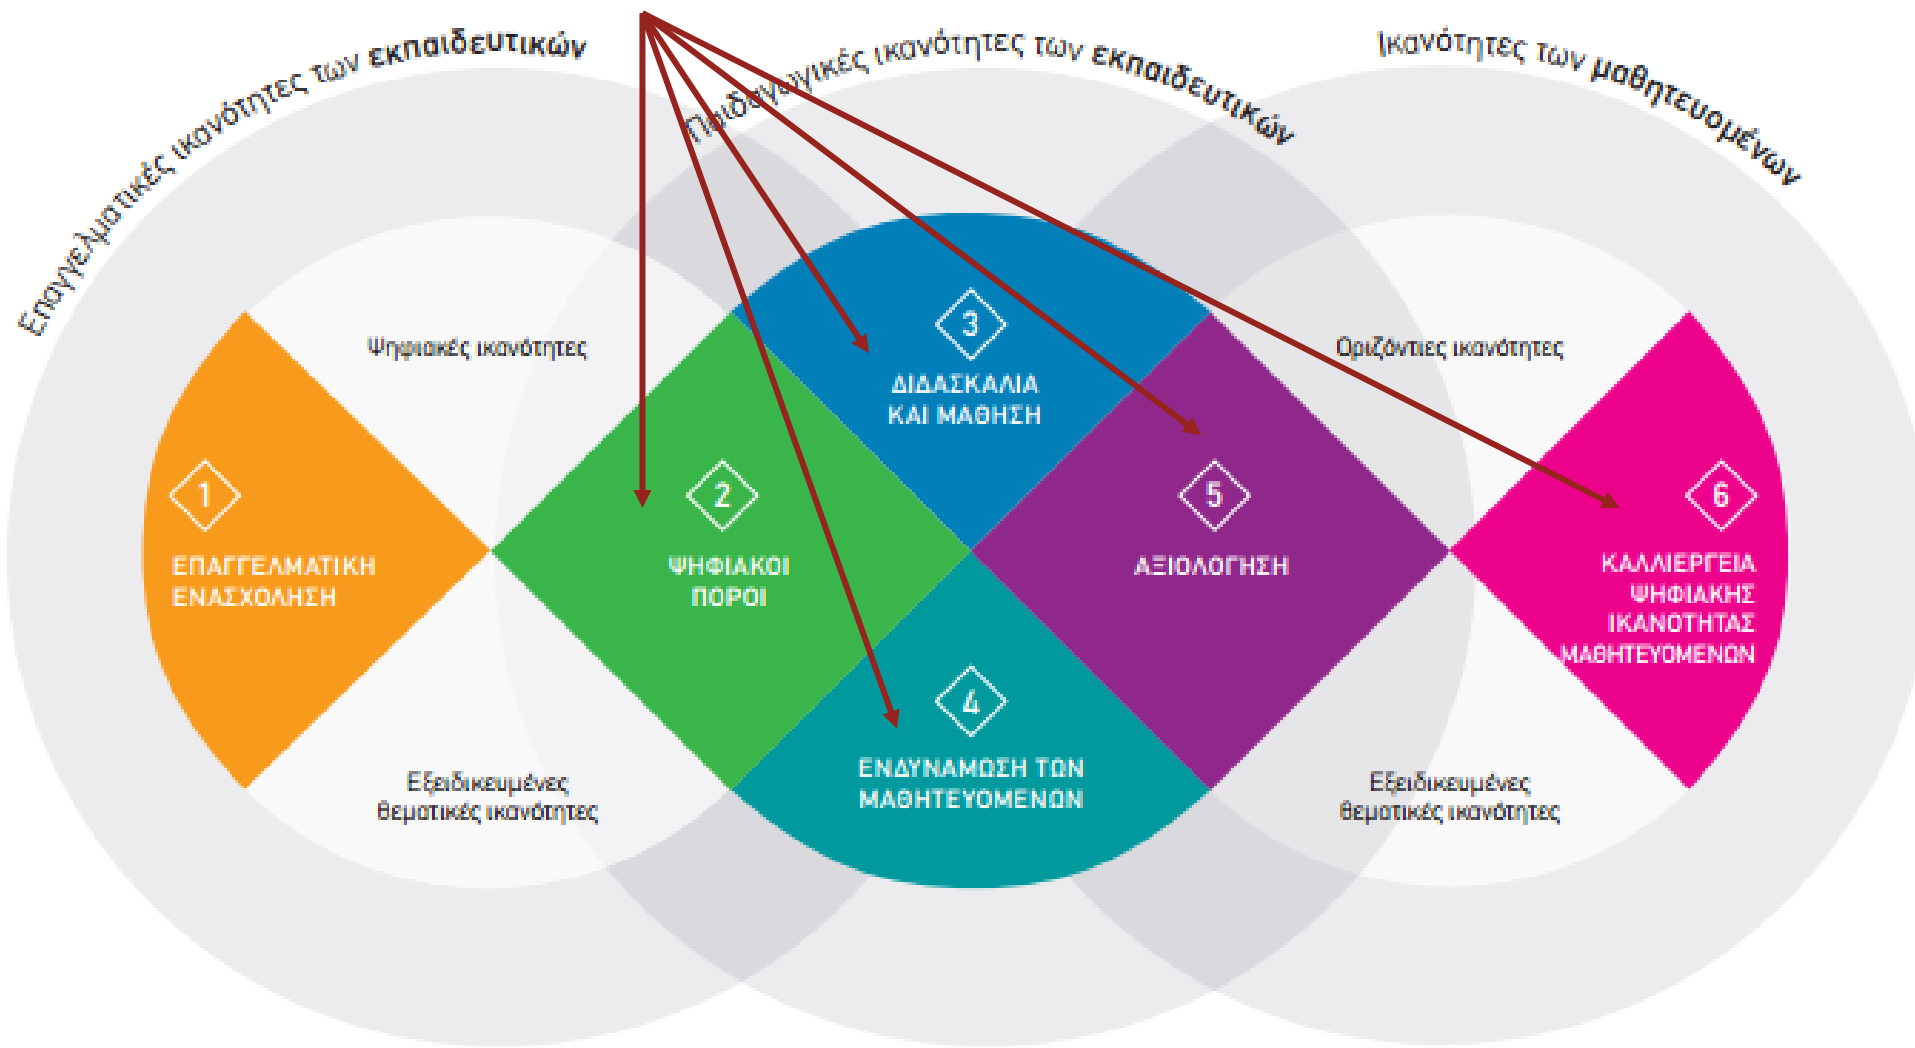 Επαγγελματικές ικανότητες των εκπαιδευτικών
Παιδαγωγικές ικανότητες των εκπαιδευτικών
Ικανότητες των μαθητευομένων
Ψηφιακές ικανότητες
3
ΔΙΔΑΣΚΑΛΙΑ
ΚΑΙ ΜΑΘΗΣΗ
Οριζόντιες ικανότητες
1
ΕΠΑΓΓΕΛΜΑΤΙΚΗ
ΕΝΑΣΧΟΛΗΣΗ
2
ΨΗΦΙΑΚΟΙ
ΠΟΡΟΙ
5
ΑΞΙΟΛΟΓΗΣΗ
6
ΚΑΛΛΙΕΡΓΕΙΑ
ΨΗΦΙΑΚΗΣ
ΙΚΑΝΟΤΗΤΑΣ
ΜΑΘΗΤΕΥΟΜΕΝΩΝ
Εξειδικευμένες
θεματικές ικανότητες
4
ΕΝΔΥΝΑΜΩΣΗ ΤΩΝ
ΜΑΘΗΤΕΥΟΜΕΝΩΝ
Εξειδικευμένες
θεματικές ικανότητες